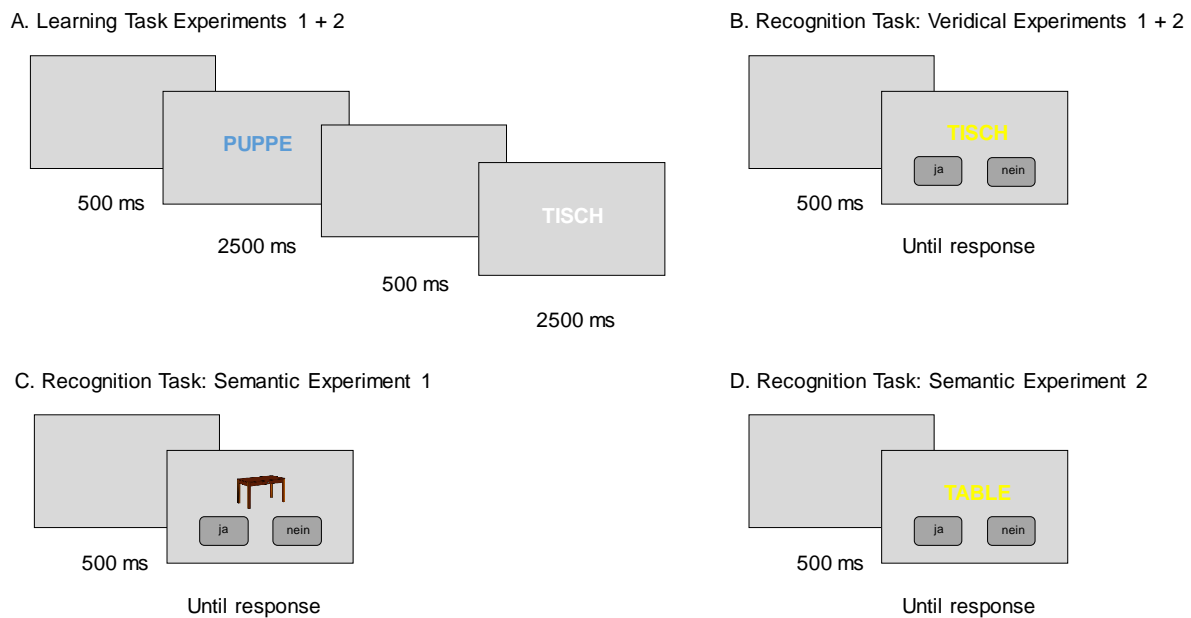 A. Learning Task Experiments 1 + 2
PUPPE
TISCH
500 ms
2500 ms
500 ms
2500 ms
B. Recognition Task: Veridical Experiments 1 + 2
TISCH
ja nein
500 ms
Until response
C. Recognition Task: Semantic Experiment 1
ja nein
500 ms
Until response
D. Recognition Task: Semantic Experiment 2
TABLE
ja nein
500 ms
Until response